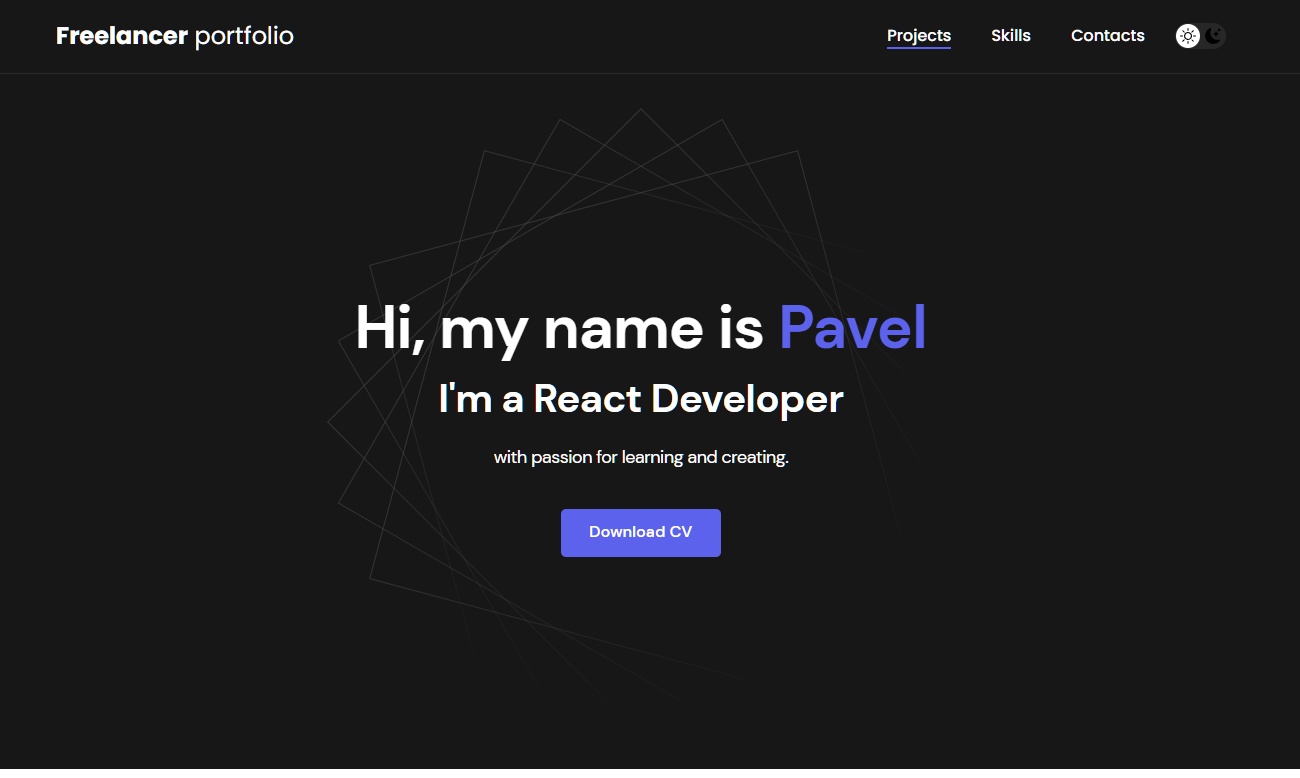 Freelancer portfolio
Projects
Skills
Contacts
Hi, my name is Pavel
I'm a React Developer
with passion for learning and creating.
Download CV